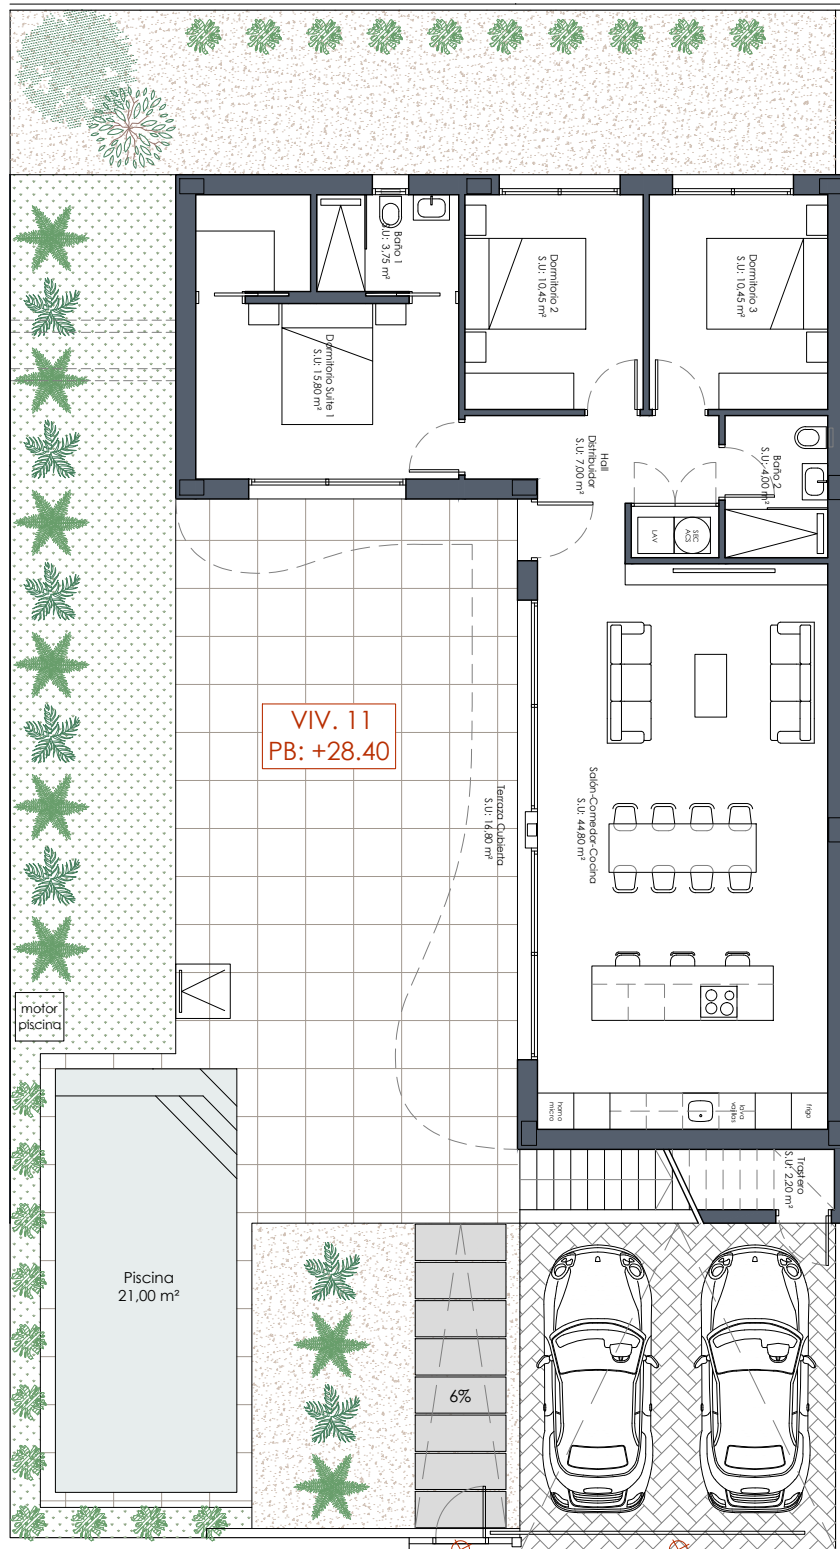 Baño 1
S.U: 3,75 m²
Dormitorio 2
S.U: 10,45 m²
Dormitorio 3
S.U: 10,45 m²
Dormitorio Suite 1
S.U: 15,80 m²
Hall
Distribuidor
S.U: 7,00 m²
Baño 2
S.U: 4,00 m²
LAV
SEC
ACS
VIV. 11
PB: +28.40
Terraza Cubierta
S.U: 16,80 m²
Salón-Comedor-Cocina
S.U: 44,80 m²
motor
piscina
horno
micro
lava
vajillas
frigo
Trastero
S.U: 2,20 m²
Piscina
21,00 m²
6%